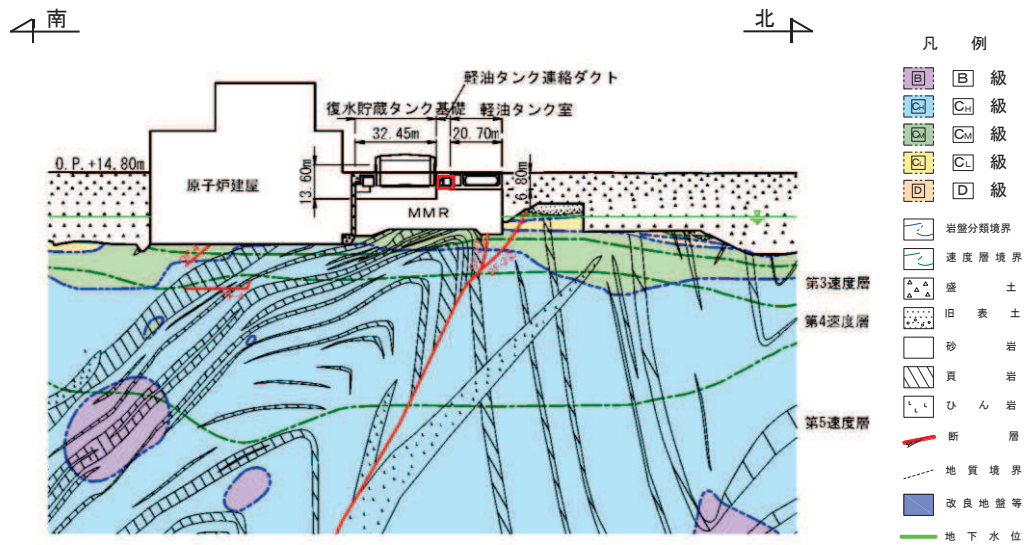 南
北
軽油タンク連絡ダクト
復水貯蔵タンク基礎
軽油タンク室
32.45m
20.70m
O.P.+14.80m
原子炉建屋
13.60m
6.80m
MMR
第3速度層
第4速度層
第5速度層
凡 例
B B 級
CH CH 級
CM CM 級
CL CL 級
D D 級
岩盤分類境界
速度層境界
盛土
旧表土
砂岩
頁岩
ひん岩
断層
地質境界
改良地盤等
地下水位